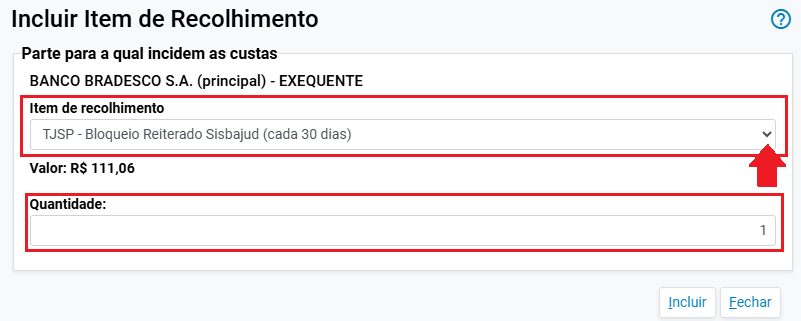 Incluir Item de Recolhimento
Parte para a qual incidem as custas
BANCO BRADESCO S.A. (principal) - EXEQUENTE
Item de recolhimento
TJSP - Bloqueio Reiterado Sisbajud (cada 30 dias)
Valor: R$ 111,06
Quantidade:
1
Incluir Fechar